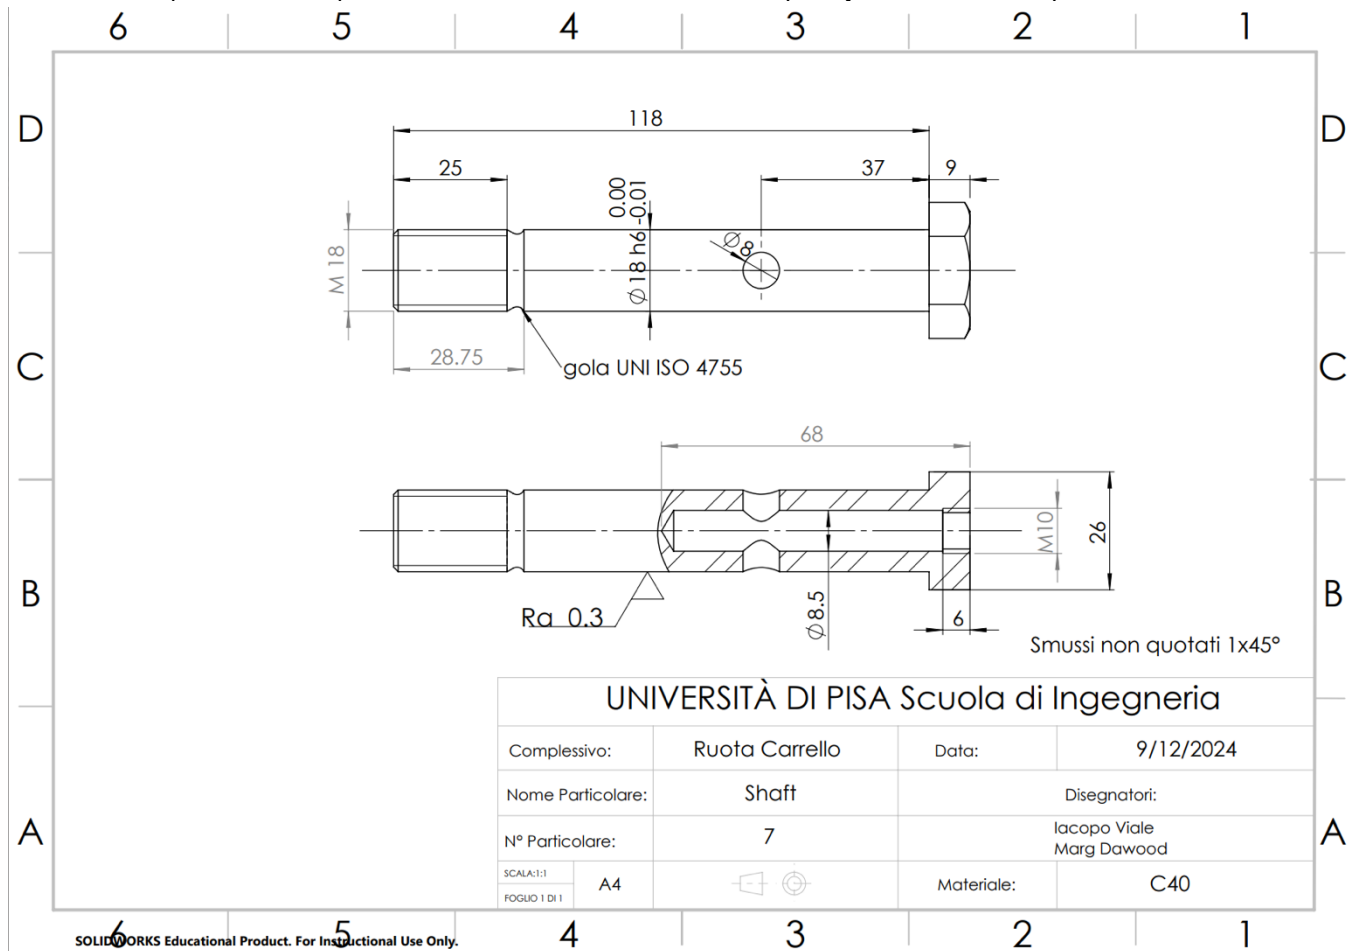 6 5 4 3 2 1
D D
118
25 37 9
0.00
-0.01
M 18
Ø 18 h6
Ø 8
28.75
gola UNI ISO 4755
C C
68
M10
26
B B
Ra 0.3
Ø 8.5
6
Smussi non quotati 1x45°
UNIVERSITÀ DI PISA Scuola di Ingegneria
Complessivo: Ruota Carrello Data: 9/12/2024
Nome Particolare: Shaft Disegnatori:
N° Particolare: 7 Iacopo Viale
Marg Dawood
A A
SCALA:1:1
A4 Materiale: C40
FOGLIO 1 DI 1
6 5 4 3 2 1
SOLIDWORKS Educational Product. For Instructional Use Only.